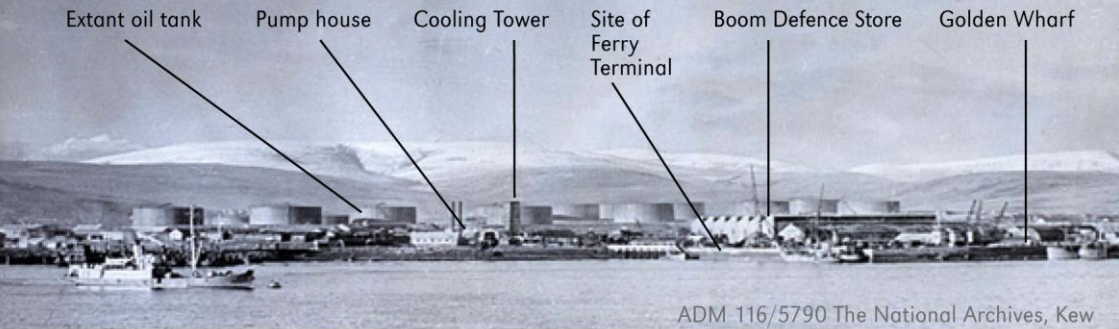 Extant oil tank
Pump house
Cooling Tower
Site of
Ferry
Terminal
Boom Defence Store
Golden Wharf
ADM 116/5790 The National Archives, Kew